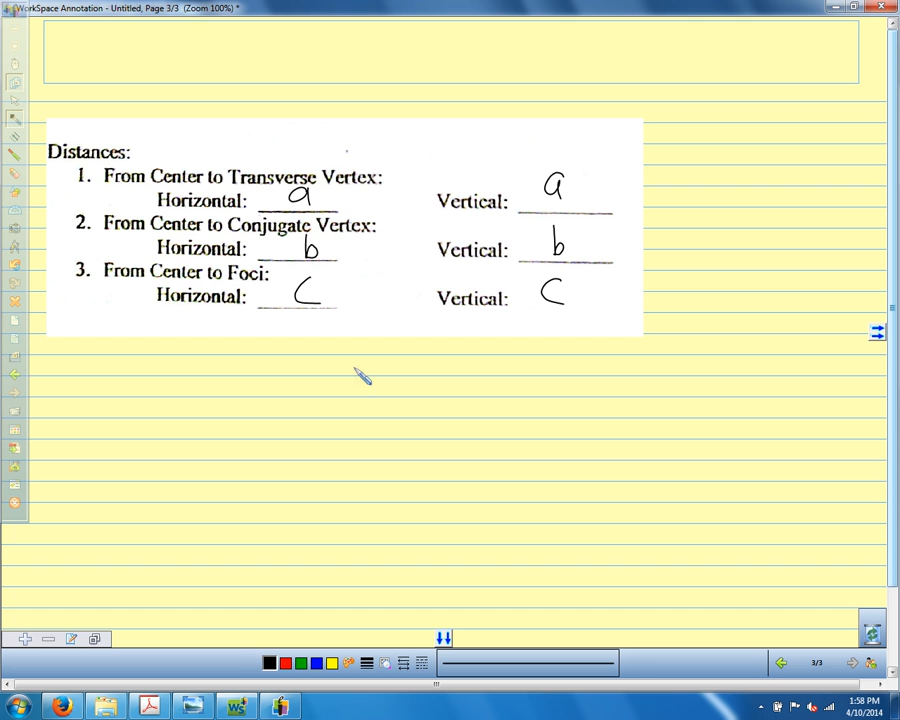 WorkSpace Annotation - Untitled, Page 3/3 (Zoom 100%) *
Distances:
1. From Center to Transverse Vertex:
Horizontal: a Vertical: a
2. From Center to Conjugate Vertex:
Horizontal: b Vertical: b
3. From Center to Foci:
Horizontal: c Vertical: c
3/3
1:58 PM
4/10/2014